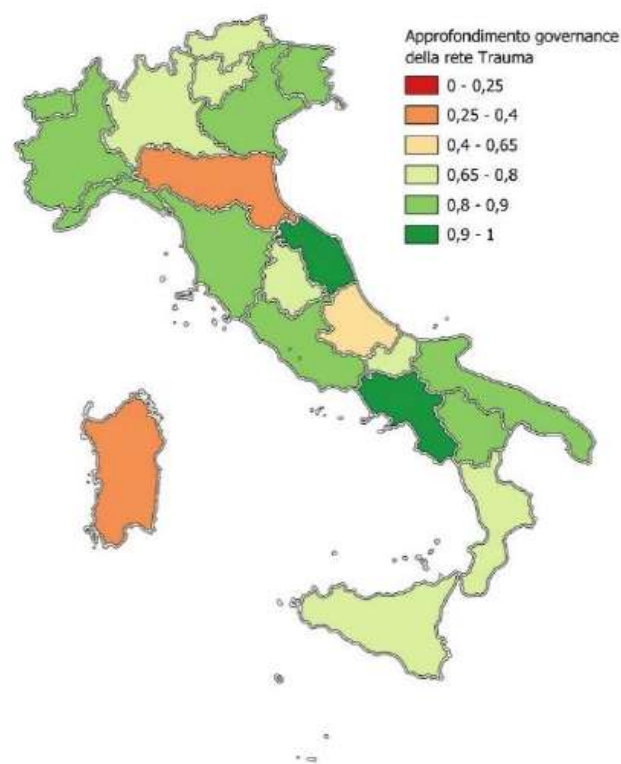 Approfondimento governance
della rete Trauma
0 - 0,25
0,25 - 0,4
0,4 - 0,65
0,65 - 0,8
0,8 - 0,9
0,9 - 1